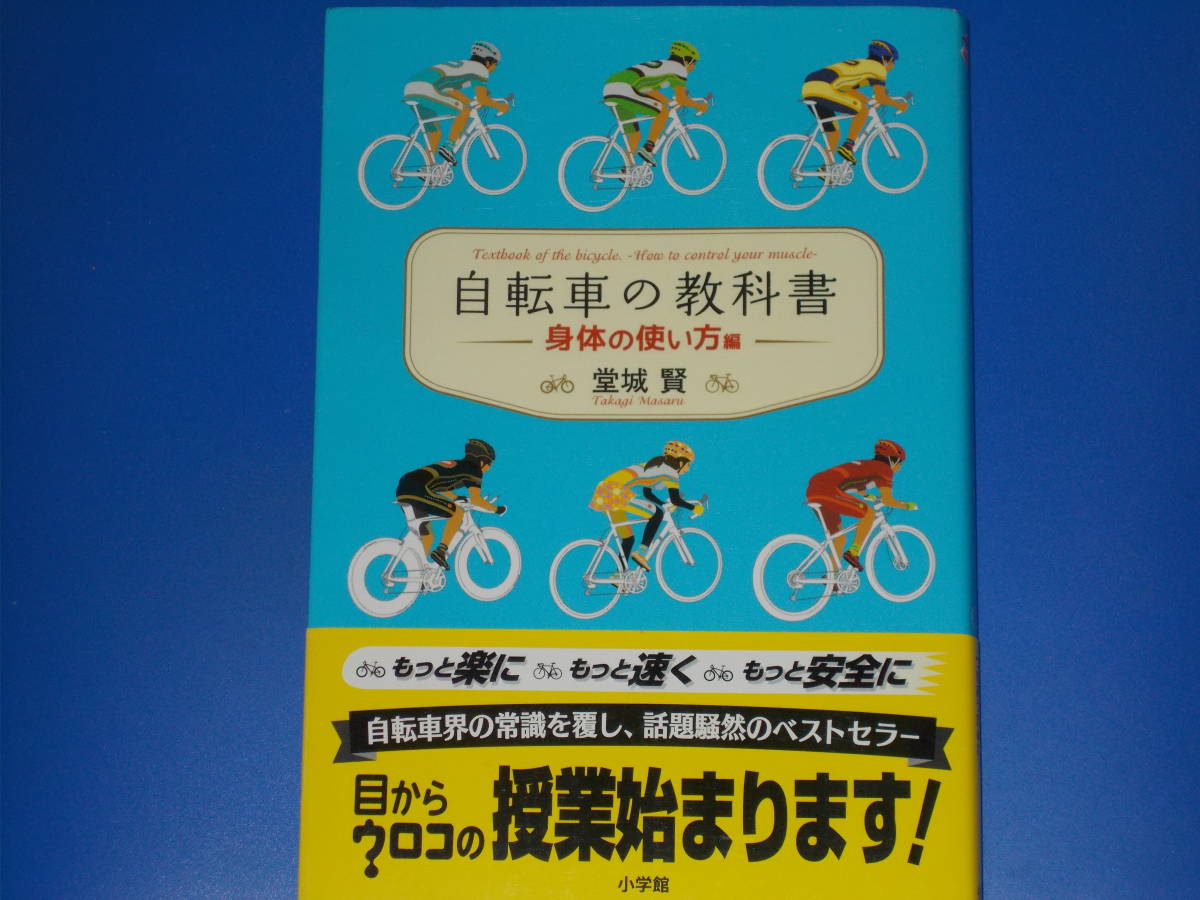 Textbook of the bicycle. -How to control your muscle-
自転車の教科書
身体の使い方編
堂城 賢
Takagi Masaru
もっと楽に もっと速く もっと安全に
自転車界の常識を覆し、話題騒然のベストセラー
目から
ウロコの
授業始まります!
小学館